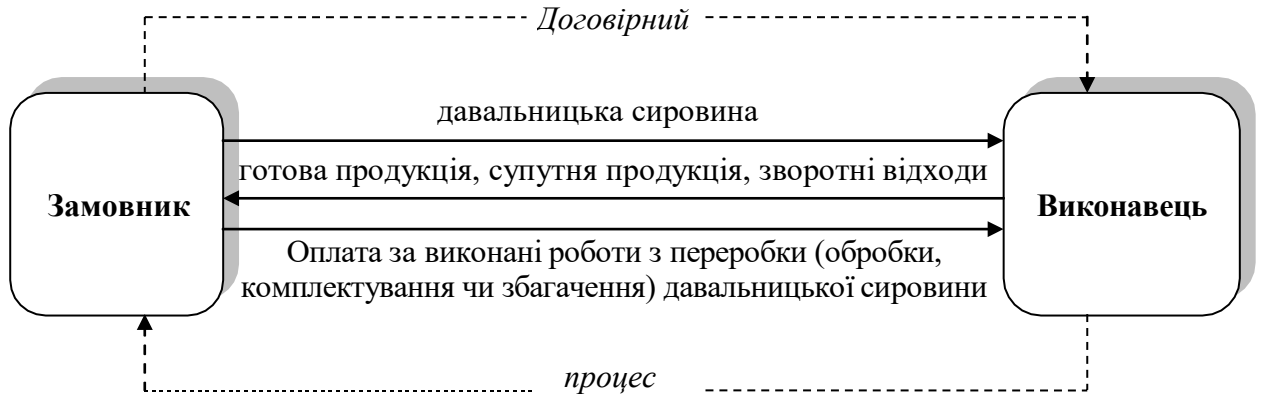 Договірний
давальницька сировина
готова продукція, супутня продукція, зворотні відходи
Замовник
Виконавець
Оплата за виконані роботи з переробки (обробки,
комплектування чи збагачення) давальницької сировини
процес